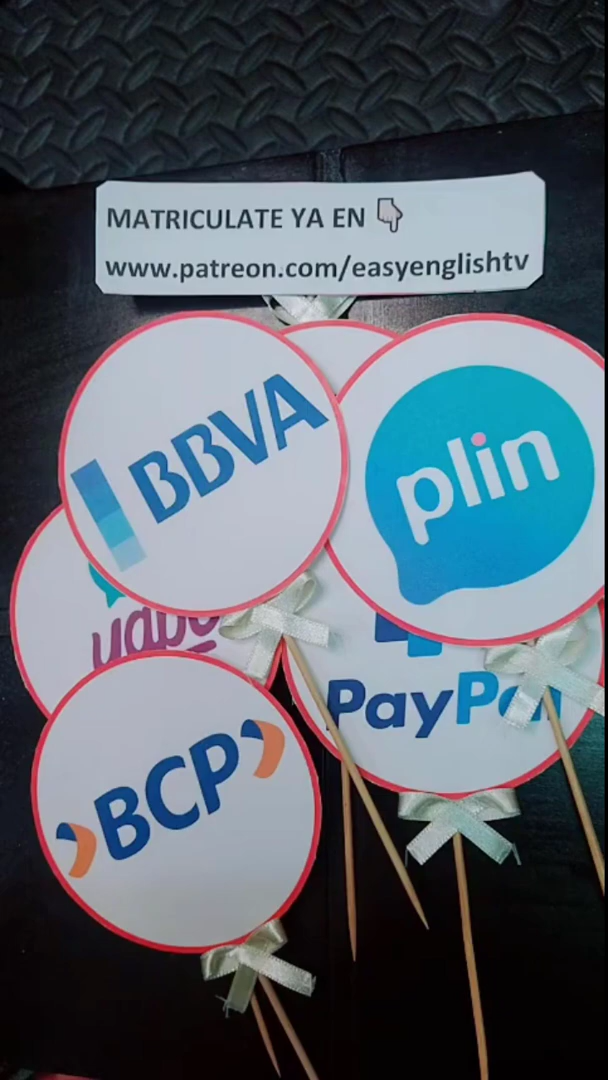 MATRICULATE YA EN
www.patreon.com/easyenglishtv
BBVA
plin
PayPal
BCP